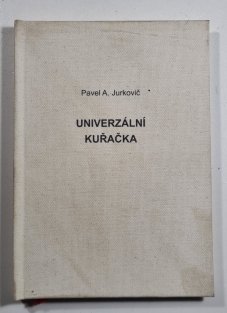 Pavel A. Jurkovič
UNIVERZÁLNÍ
KUŘAČKA